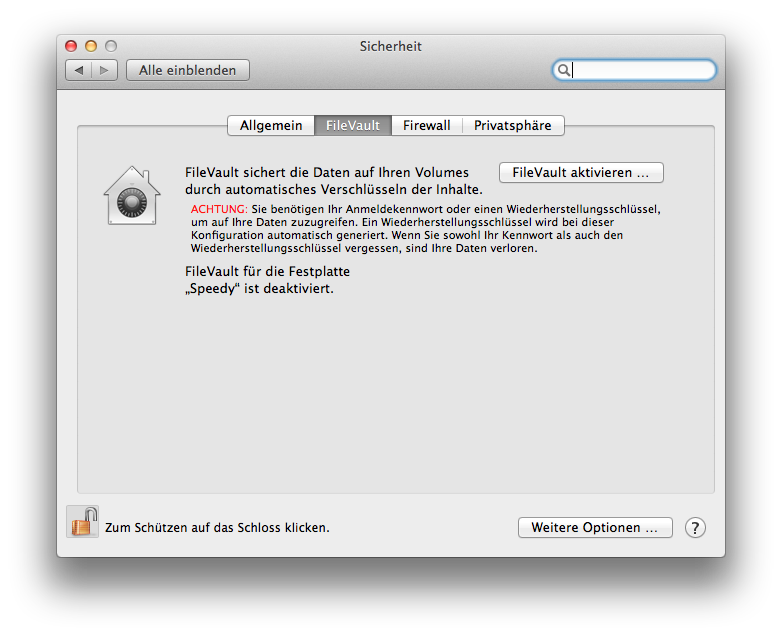 Sicherheit
Alle einblenden
Allgemein FileVault Firewall Privatsphäre
FileVault sichert die Daten auf Ihren Volumes
durch automatisches Verschlüsseln der Inhalte.
FileVault aktivieren ...
ACHTUNG: Sie benötigen Ihr Anmeldekennwort oder einen Wiederherstellungsschlüssel,
um auf Ihre Daten zuzugreifen. Ein Wiederherstellungsschlüssel wird bei dieser
Konfiguration automatisch generiert. Wenn Sie sowohl Ihr Kennwort als auch den
Wiederherstellungsschlüssel vergessen, sind Ihre Daten verloren.
FileVault für die Festplatte
„Speedy“ ist deaktiviert.
Zum Schützen auf das Schloss klicken.
Weitere Optionen ...
?